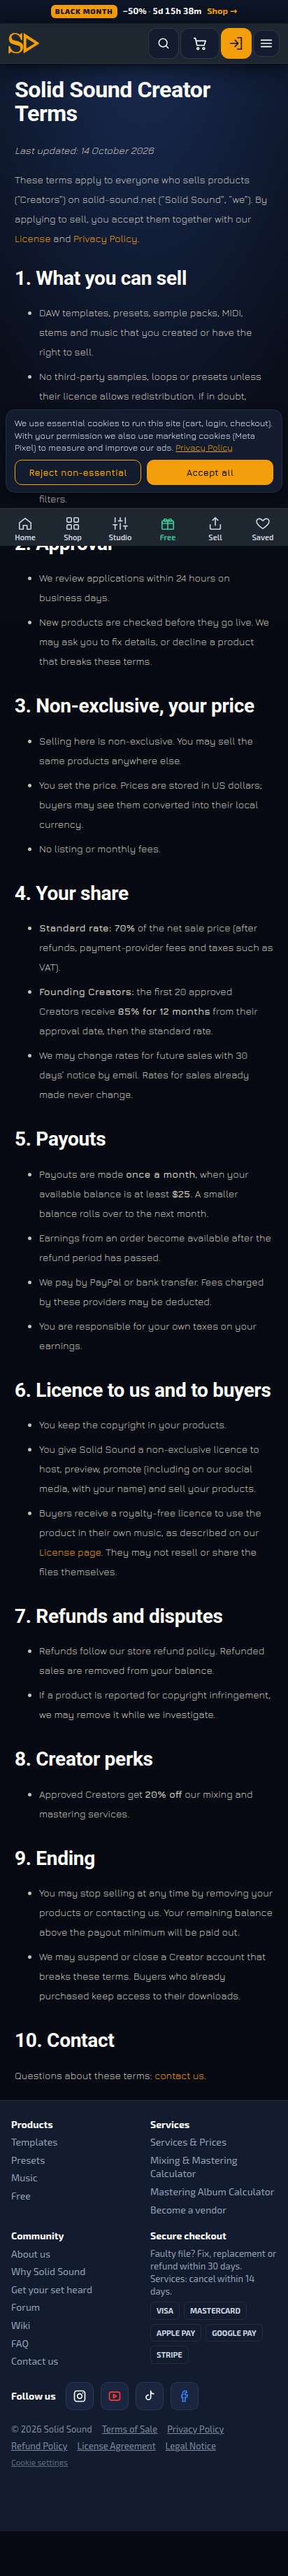 BLACK MONTH -50% · 5d 15h 38m Shop →
SD
Solid Sound Creator
Terms
Last updated: 14 October 2026
These terms apply to everyone who sells products
("Creators") on solid-sound.net ("Solid Sound", "we"). By
applying to sell, you accept them together with our
License and Privacy Policy.
1. What you can sell
• DAW templates, presets, sample packs, MIDI,
stems and music that you created or have the
right to sell.
• No third-party samples, loops or presets unless
their licence allows redistribution. If in doubt,
We use essential cookies to run this site (cart, login, checkout).
With your permission we also use marketing cookies (Meta
Pixel) to measure and improve our ads. Privacy Policy
Reject non-essential
Accept all
filters.
Home Shop Studio Free Sell Saved
2. Approval
• We review applications within 24 hours on
business days.
• New products are checked before they go live. We
may ask you to fix details, or decline a product
that breaks these terms.
3. Non-exclusive, your price
• Selling here is non-exclusive. You may sell the
same products anywhere else.
• You set the price. Prices are stored in US dollars;
buyers may see them converted into their local
currency.
• No listing or monthly fees.
4. Your share
• Standard rate: 70% of the net sale price (after
refunds, payment-provider fees and taxes such as
VAT).
• Founding Creators: the first 20 approved
Creators receive 85% for 12 months from their
approval date, then the standard rate.
• We may change rates for future sales with 30
days' notice by email. Rates for sales already
made never change.
5. Payouts
• Payouts are made once a month, when your
available balance is at least $25. A smaller
balance rolls over to the next month.
• Earnings from an order become available after the
refund period has passed.
• We pay by PayPal or bank transfer. Fees charged
by these providers may be deducted.
• You are responsible for your own taxes on your
earnings.
6. Licence to us and to buyers
• You keep the copyright in your products.
• You give Solid Sound a non-exclusive licence to
host, preview, promote (including on our social
media, with your name) and sell your products.
• Buyers receive a royalty-free licence to use the
product in their own music, as described on our
License page. They may not resell or share the
files themselves.
7. Refunds and disputes
• Refunds follow our store refund policy. Refunded
sales are removed from your balance.
• If a product is reported for copyright infringement,
we may remove it while we investigate.
8. Creator perks
• Approved Creators get 20% off our mixing and
mastering services.
9. Ending
• You may stop selling at any time by removing your
products or contacting us. Your remaining balance
above the payout minimum will be paid out.
• We may suspend or close a Creator account that
breaks these terms. Buyers who already
purchased keep access to their downloads.
10. Contact
Questions about these terms: contact us.
Products
Templates
Presets
Music
Free
Services
Services & Prices
Mixing & Mastering
Calculator
Mastering Album Calculator
Become a vendor
Community
About us
Why Solid Sound
Get your set heard
Forum
Wiki
FAQ
Contact us
Secure checkout
Faulty file? Fix, replacement or
refund within 30 days.
Services: cancel within 14
days.
VISA MASTERCARD
APPLE PAY GOOGLE PAY
STRIPE
Follow us
© 2026 Solid Sound Terms of Sale Privacy Policy
Refund Policy License Agreement Legal Notice
Cookie settings